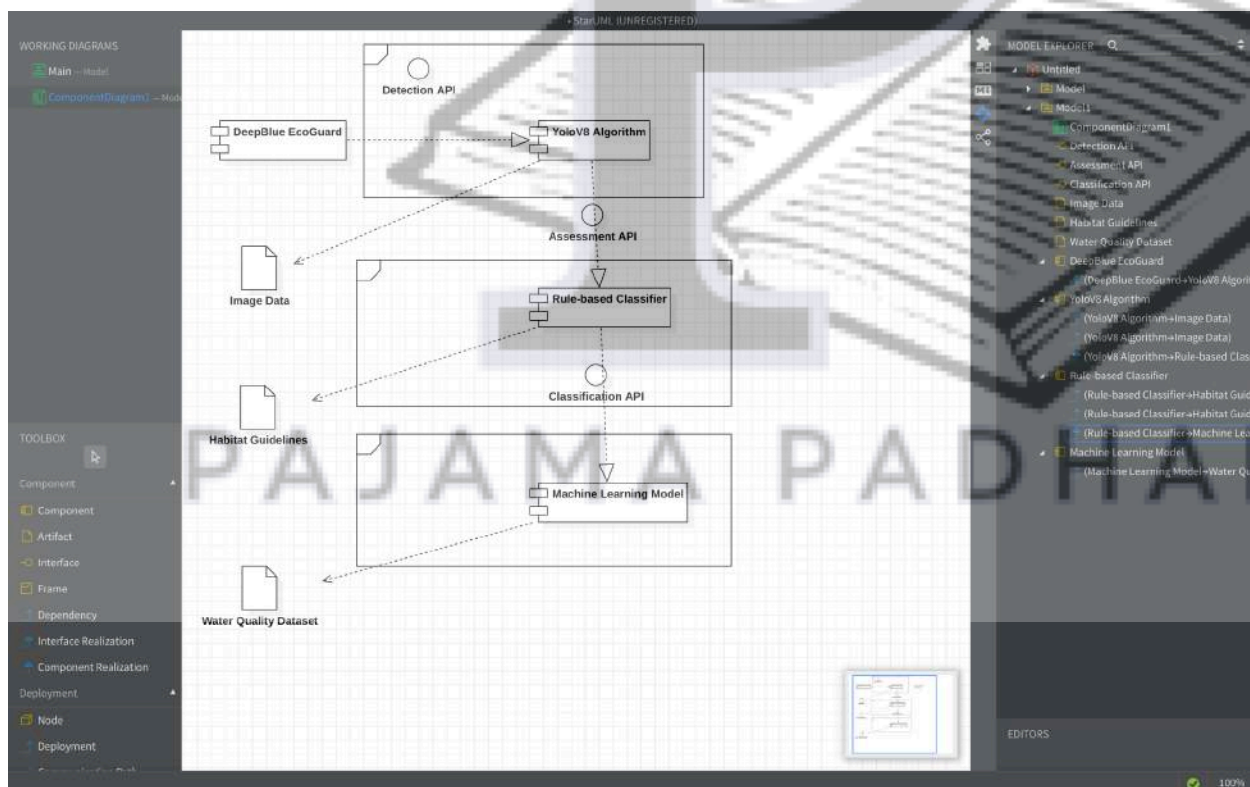 StarUML (UNREGISTERED)
WORKING DIAGRAMS
Main — Model
ComponentDiagram1 — Mode
TOOLBOX
Component
Component
Artifact
Interface
Frame
Dependency
Interface Realization
Component Realization
Deployment
Node
Deployment
Detection API
DeepBlue EcoGuard
YoloV8 Algorithm
Assessment API
Image Data
Rule-based Classifier
Classification API
Habitat Guidelines
Machine Learning Model
Water Quality Dataset
PAJAMA PADHAI
MODEL EXPLORER
Untitled
Model
Model1
ComponentDiagram1
Detection API
Assessment API
Classification API
Image Data
Habitat Guidelines
Water Quality Dataset
DeepBlue EcoGuard
(DeepBlue EcoGuard→YoloV8 Algorit
YoloV8 Algorithm
(YoloV8 Algorithm→Image Data)
(YoloV8 Algorithm→Image Data)
(YoloV8 Algorithm→Rule-based Clas
Rule-based Classifier
(Rule-based Classifier→Habitat Guid
(Rule-based Classifier→Habitat Guid
(Rule-based Classifier→Machine Lea
Machine Learning Model
(Machine Learning Model→Water Qu
EDITORS
100%